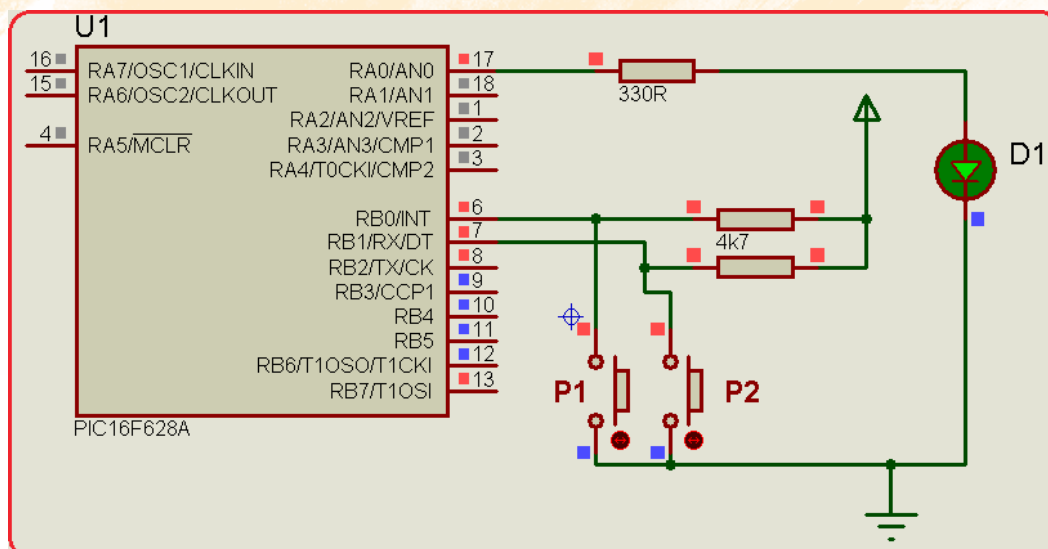 U1
16 RA7/OSC1/CLKIN RA0/AN0 17
15 RA6/OSC2/CLKOUT RA1/AN1 18
RA2/AN2/VREF 1
4 RA5/MCLR RA3/AN3/CMP1 2
RA4/T0CKI/CMP2 3
RB0/INT 6
RB1/RX/DT 7
RB2/TX/CK 8
RB3/CCP1 9
RB4 10
RB5 11
RB6/T1OSO/T1CKI 12
RB7/T1OSI 13
PIC16F628A
330R
D1
4k7
P1
P2